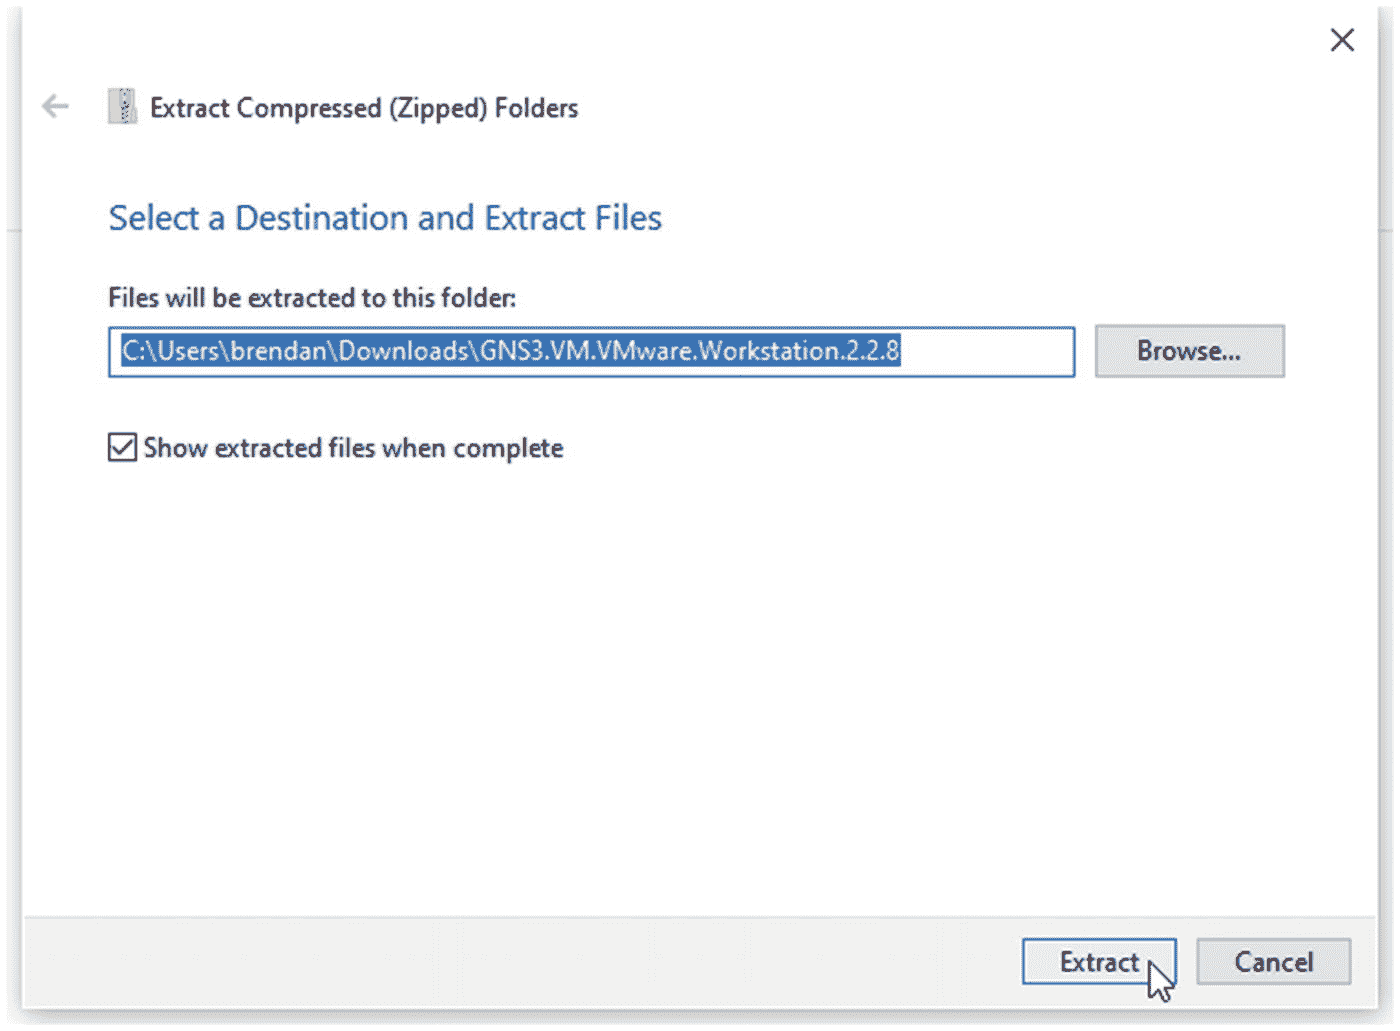 Extract Compressed (Zipped) Folders
Select a Destination and Extract Files
Files will be extracted to this folder:
C:\Users\brendan\Downloads\GNS3.VM.VMware.Workstation.2.2.8
Browse...
Show extracted files when complete
Extract
Cancel